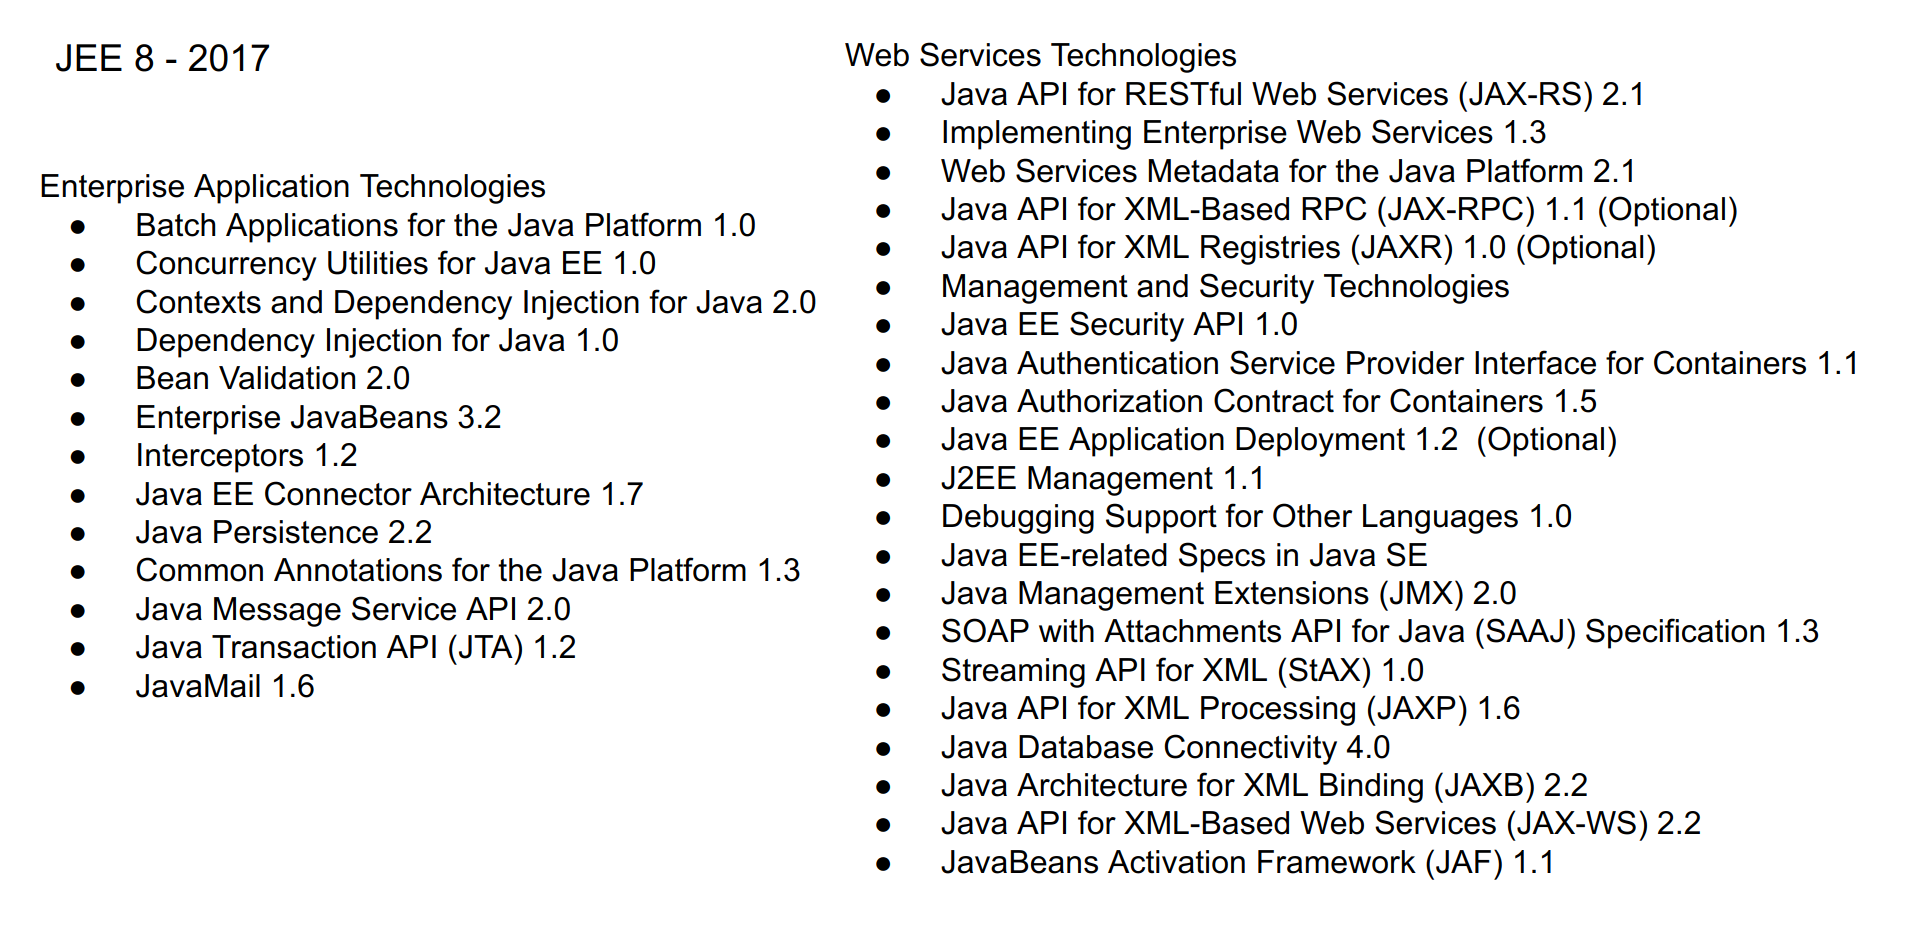 JEE 8 - 2017
Enterprise Application Technologies
● Batch Applications for the Java Platform 1.0
● Concurrency Utilities for Java EE 1.0
● Contexts and Dependency Injection for Java 2.0
● Dependency Injection for Java 1.0
● Bean Validation 2.0
● Enterprise JavaBeans 3.2
● Interceptors 1.2
● Java EE Connector Architecture 1.7
● Java Persistence 2.2
● Common Annotations for the Java Platform 1.3
● Java Message Service API 2.0
● Java Transaction API (JTA) 1.2
● JavaMail 1.6
Web Services Technologies
● Java API for RESTful Web Services (JAX-RS) 2.1
● Implementing Enterprise Web Services 1.3
● Web Services Metadata for the Java Platform 2.1
● Java API for XML-Based RPC (JAX-RPC) 1.1 (Optional)
● Java API for XML Registries (JAXR) 1.0 (Optional)
● Management and Security Technologies
● Java EE Security API 1.0
● Java Authentication Service Provider Interface for Containers 1.1
● Java Authorization Contract for Containers 1.5
● Java EE Application Deployment 1.2  (Optional)
● J2EE Management 1.1
● Debugging Support for Other Languages 1.0
● Java EE-related Specs in Java SE
● Java Management Extensions (JMX) 2.0
● SOAP with Attachments API for Java (SAAJ) Specification 1.3
● Streaming API for XML (StAX) 1.0
● Java API for XML Processing (JAXP) 1.6
● Java Database Connectivity 4.0
● Java Architecture for XML Binding (JAXB) 2.2
● Java API for XML-Based Web Services (JAX-WS) 2.2
● JavaBeans Activation Framework (JAF) 1.1